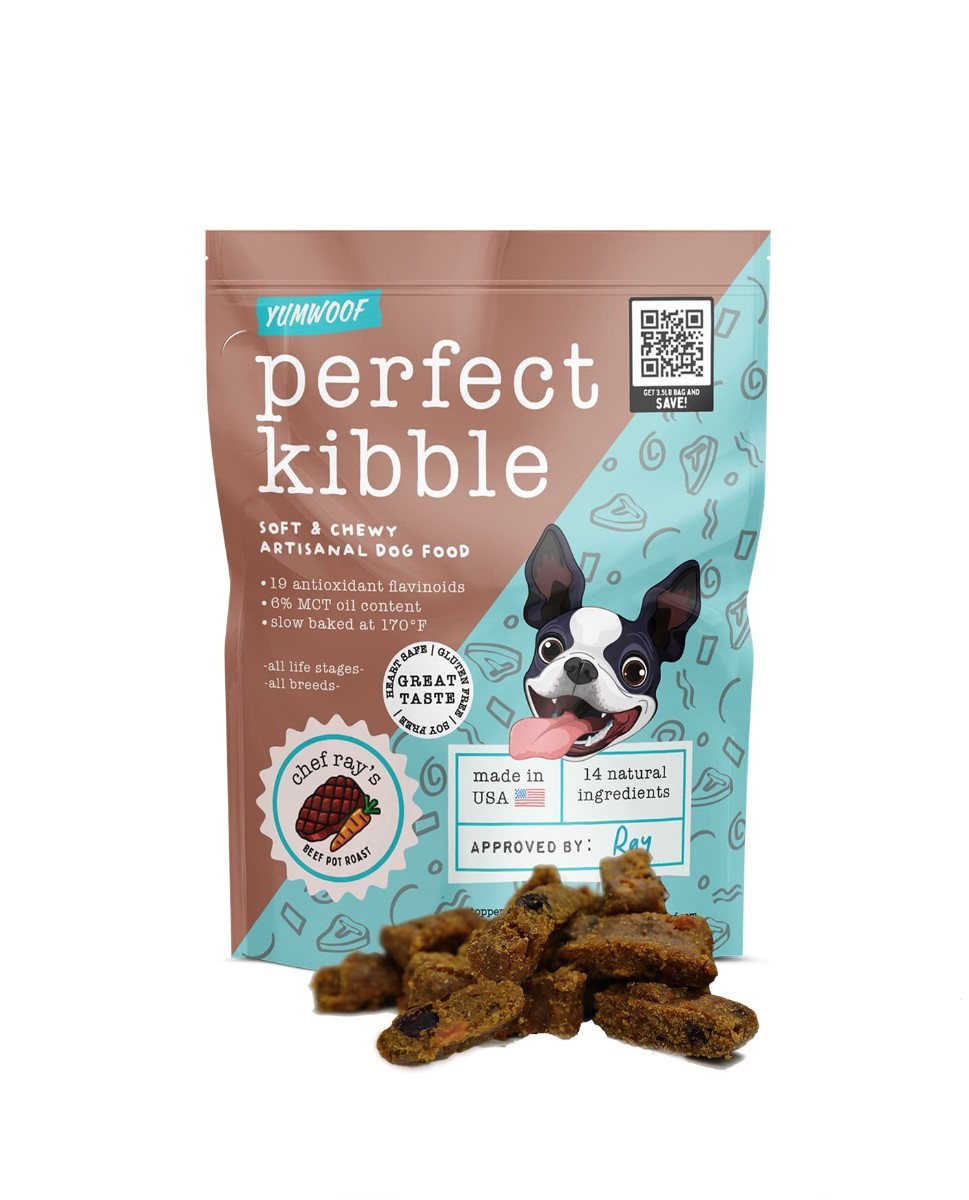 YUMWOOF
perfect
kibble
GET 3.5LB BAG AND
SAVE!
SOFT & CHEWY
ARTISANAL DOG FOOD
• 19 antioxidant flavinoids
• 6% MCT oil content
• slow baked at 170°F
-all life stages-
-all breeds-
HEART SAFE | GLUTEN FREE | SOY FREE |
GREAT
TASTE
chef ray's
BEEF POT ROAST
made in
USA
14 natural
ingredients
APPROVED BY: Ray